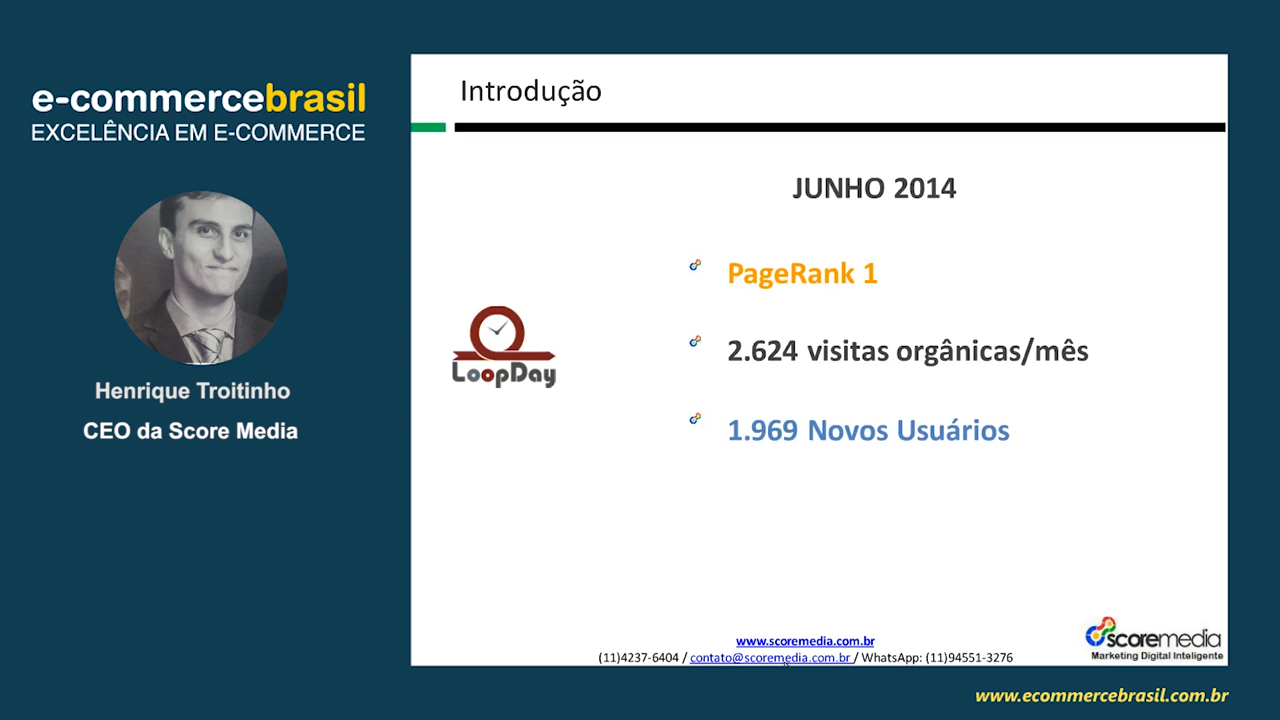 e-commercebrasil
EXCELÊNCIA EM E-COMMERCE
Henrique Troitinho
CEO da Score Media
Introdução
JUNHO 2014
PageRank 1
2.624 visitas orgânicas/mês
1.969 Novos Usuários
LoopDay
www.scoremedia.com.br
(11)4237-6404 / contato@scoremedia.com.br / WhatsApp: (11)94551-3276
scoremedia
Marketing Digital Inteligente
www.ecommercebrasil.com.br